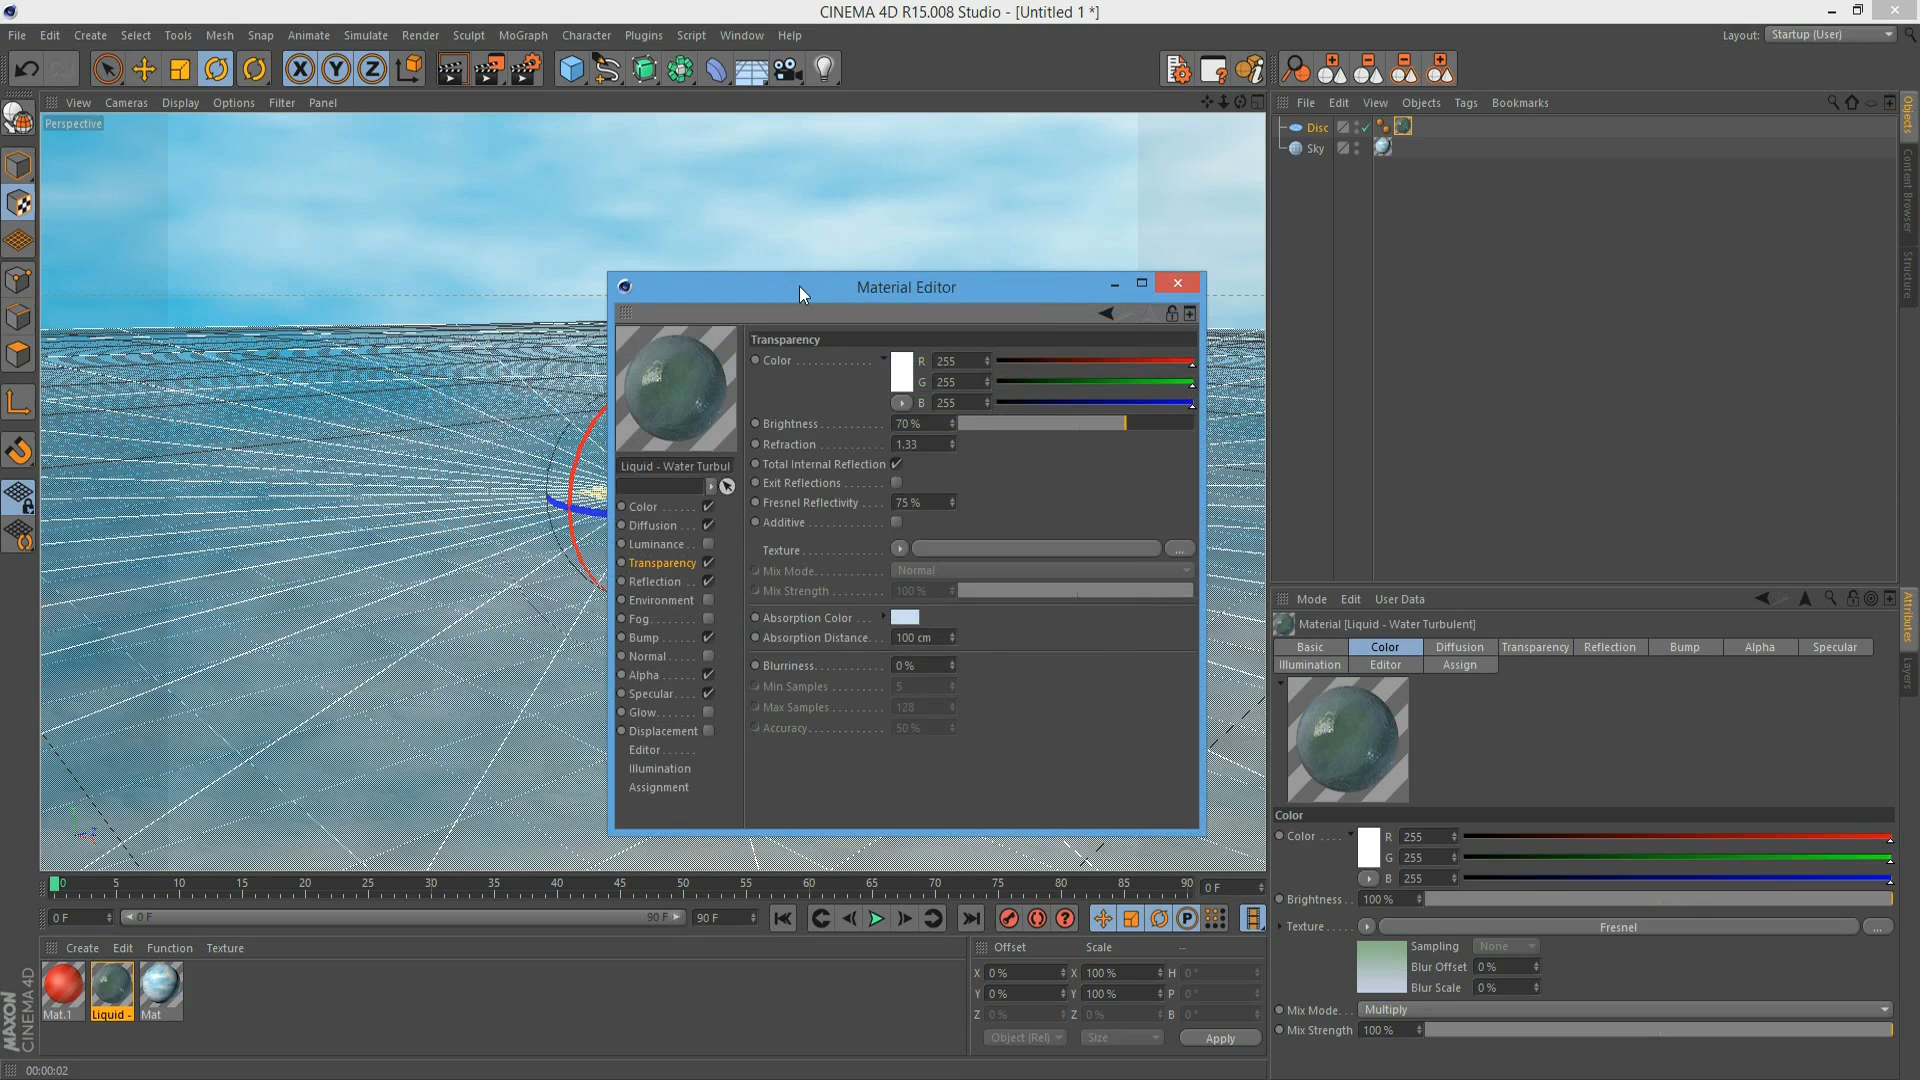 CINEMA 4D R15.008 Studio - [Untitled 1 *]
File Edit Create Select Tools Mesh Snap Animate Simulate Render Sculpt MoGraph Character Plugins Script Window Help
Layout: Startup (User)
X Y Z
View Cameras Display Options Filter Panel
Perspective
File Edit View Objects Tags Bookmarks
Disc
Sky
Objects
Content Browser
Structure
Material Editor
Transparency
Color
R 255
G 255
B 255
Brightness 70 %
Refraction 1.33
Total Internal Reflection
Exit Reflections
Fresnel Reflectivity 75 %
Additive
Texture ...
Mix Mode Normal
Mix Strength 100 %
Absorption Color
Absorption Distance 100 cm
Blurriness 0 %
Min Samples 5
Max Samples 128
Accuracy 50 %
Liquid - Water Turbul
Color
Diffusion
Luminance
Transparency
Reflection
Environment
Fog
Bump
Normal
Alpha
Specular
Glow
Displacement
Editor
Illumination
Assignment
Mode Edit User Data
Material [Liquid - Water Turbulent]
Basic Color Diffusion Transparency Reflection Bump Alpha Specular
Illumination Editor Assign
Attributes
Layers
Color
Color R 255
G 255
B 255
Brightness 100 %
Texture Fresnel ...
Sampling None
Blur Offset 0 %
Blur Scale 0 %
Mix Mode Multiply
Mix Strength 100 %
0 5 10 15 20 25 30 35 40 45 50 55 60 65 70 75 80 85 90 0 F
0 F 0 F 90 F 90 F
P
Create Edit Function Texture
Mat.1 Liquid - Mat
Offset Scale --
X 0 % X 100 % H 0 °
Y 0 % Y 100 % P 0 °
Z 0 % Z 0 % B 0 °
Object (Rel) Size Apply
MAXON
CINEMA 4D
00:00:02